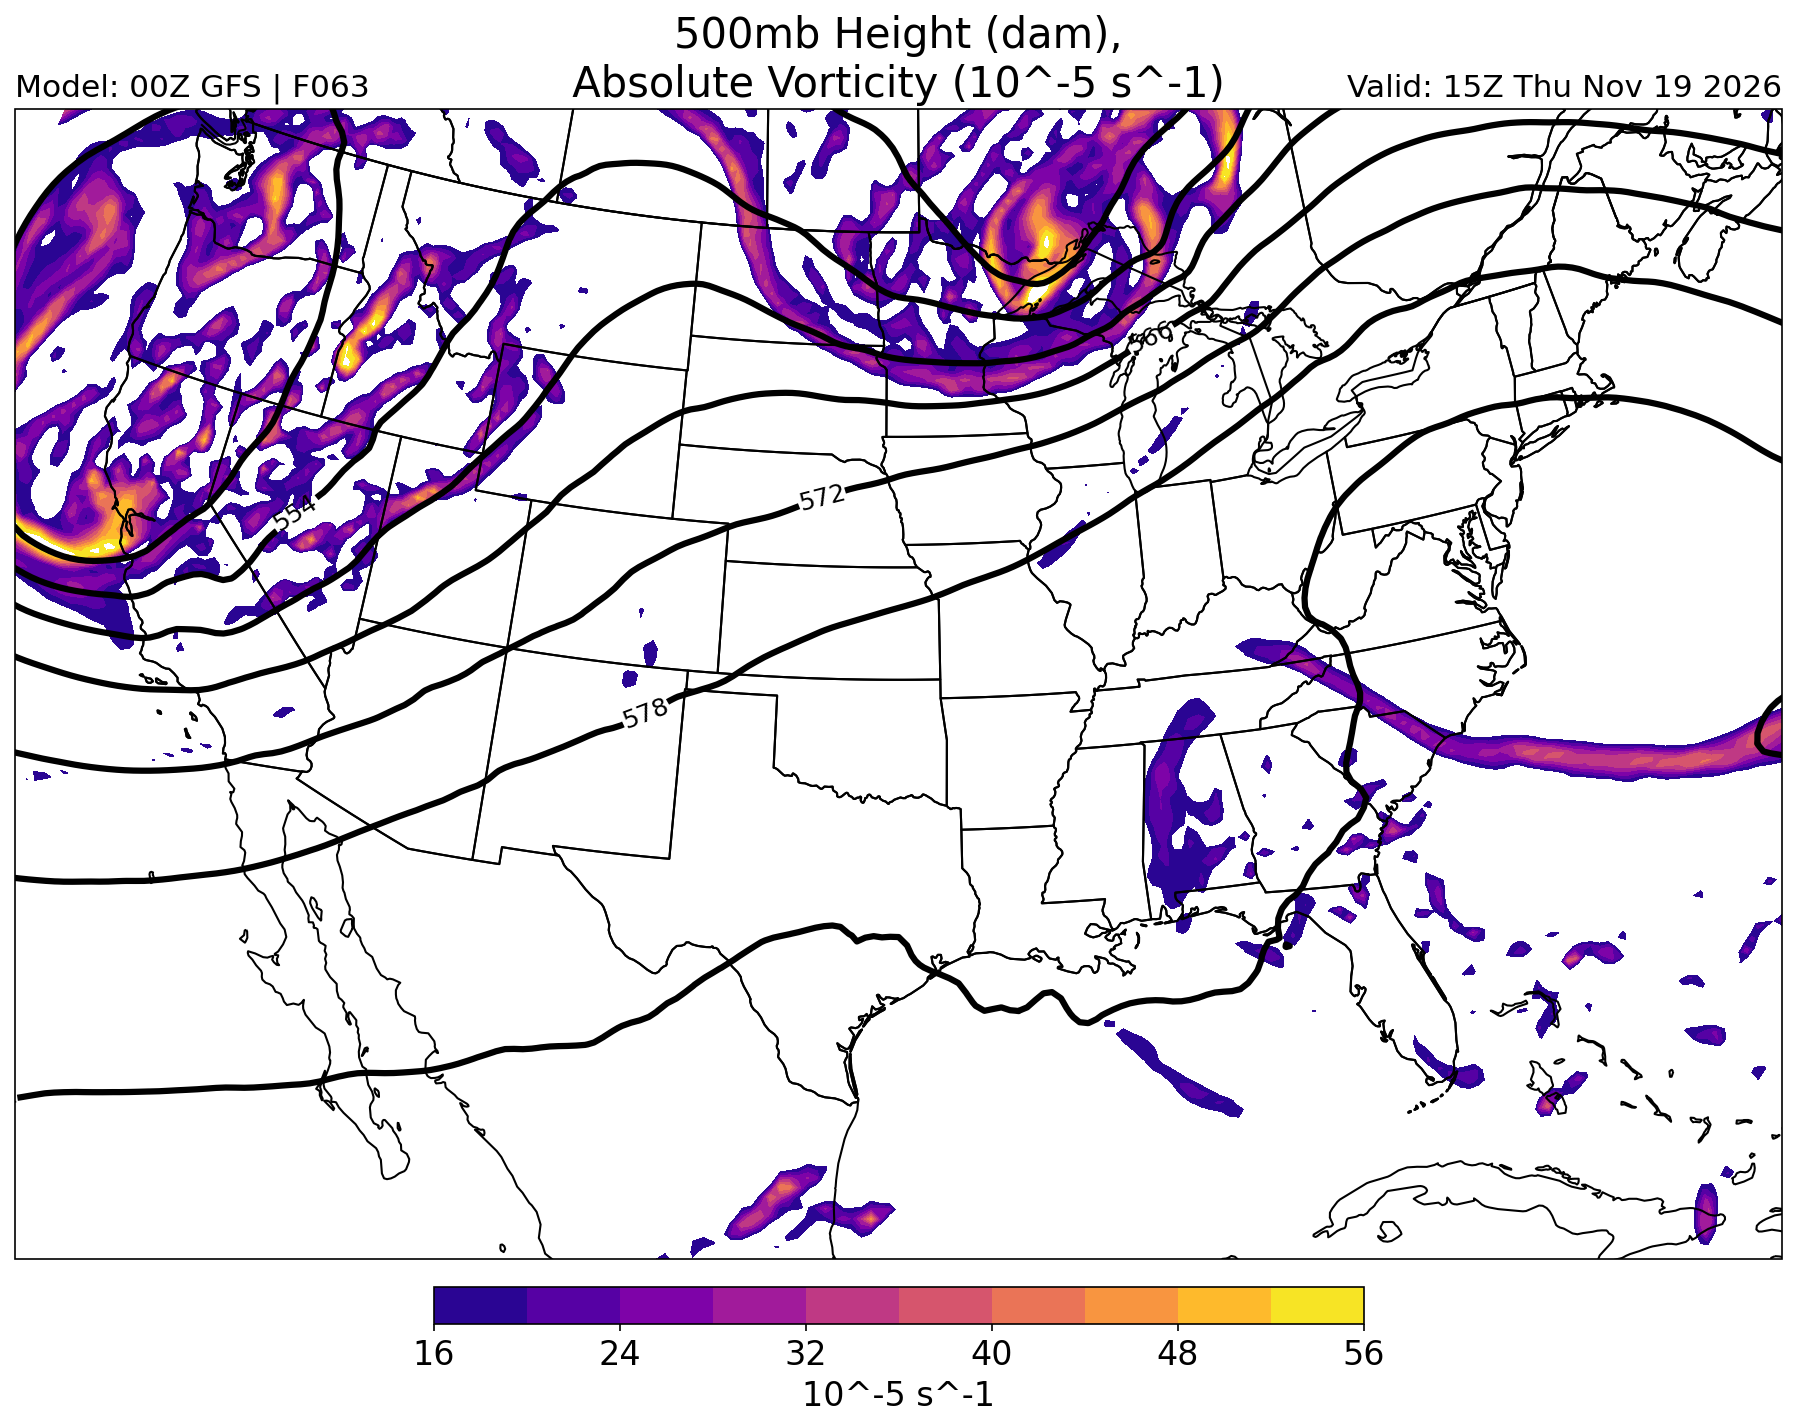 500mb Height (dam),
Model: 00Z GFS | F063
Absolute Vorticity (10^-5 s^-1)
Valid: 15Z Thu Nov 19 2026
566
572
554
578
16 24 32 40 48 56
10^-5 s^-1